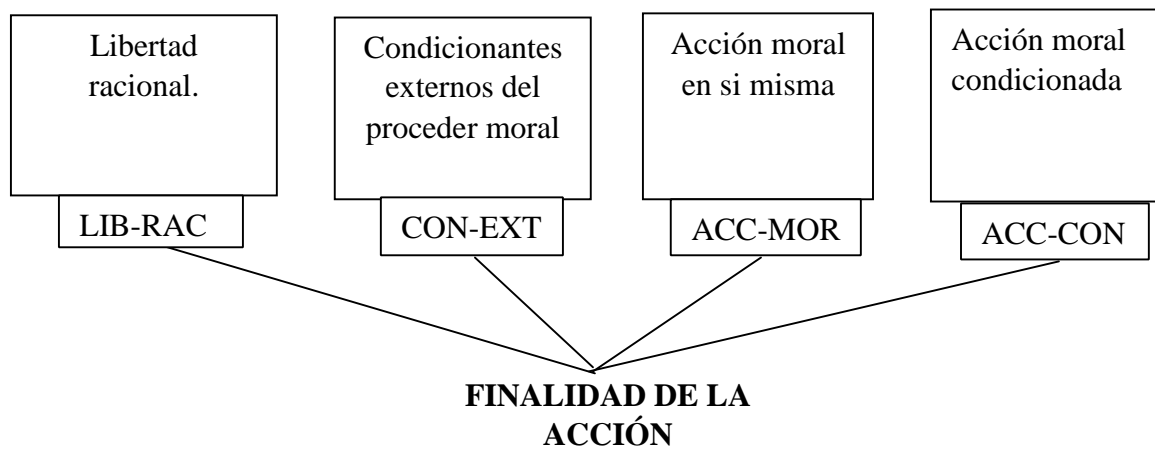 Libertad
racional.
LIB-RAC
Condicionantes
externos del
proceder moral
CON-EXT
Acción moral
en si misma
ACC-MOR
Acción moral
condicionada
ACC-CON
FINALIDAD DE LA
ACCIÓN